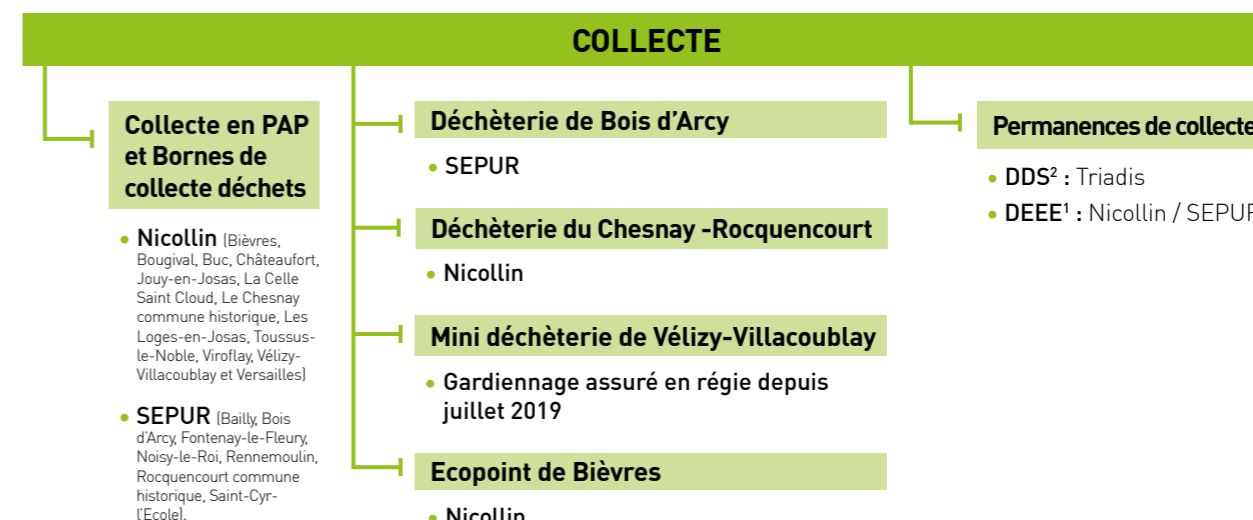 COLLECTE
Collecte en PAP
et Bornes de
collecte déchets
• Nicollin (Bièvres,
Bougival, Buc, Châteaufort,
Jouy-en-Josas, La Celle
Saint Cloud, Le Chesnay
commune historique, Les
Loges-en-Josas, Toussus-
le-Noble, Viroflay, Vélizy-
Villacoublay et Versailles)
• SEPUR (Bailly, Bois
d'Arcy, Fontenay-le-Fleury,
Noisy-le-Roi, Rennemoulin,
Rocquencourt commune
historique, Saint-Cyr-
l'Ecole).
Déchèterie de Bois d'Arcy
• SEPUR
Déchèterie du Chesnay -Rocquencourt
• Nicollin
Mini déchèterie de Vélizy-Villacoublay
• Gardiennage assuré en régie depuis
juillet 2019
Ecopoint de Bièvres
• Nicollin
Permanences de collecte
• DDS² : Triadis
• DEEE¹ : Nicollin / SEPUR